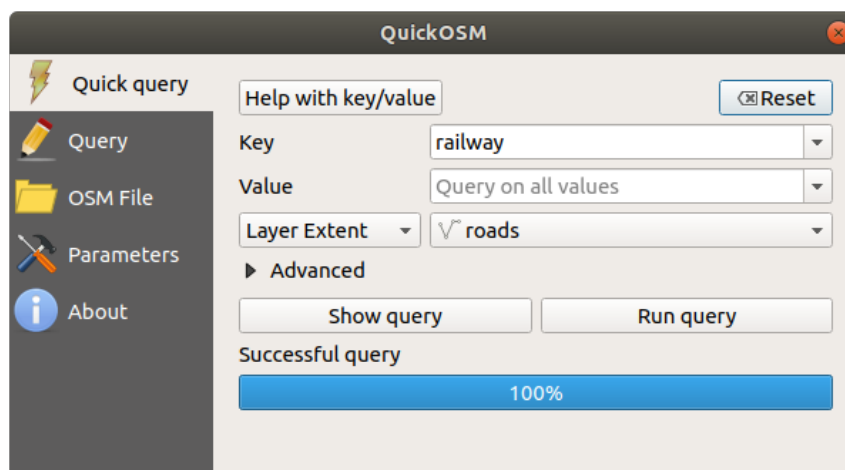 QuickOSM
Quick query
Query
OSM File
Parameters
About
Help with key/value
Reset
Key
railway
Value
Query on all values
Layer Extent
roads
Advanced
Show query
Run query
Successful query
100%